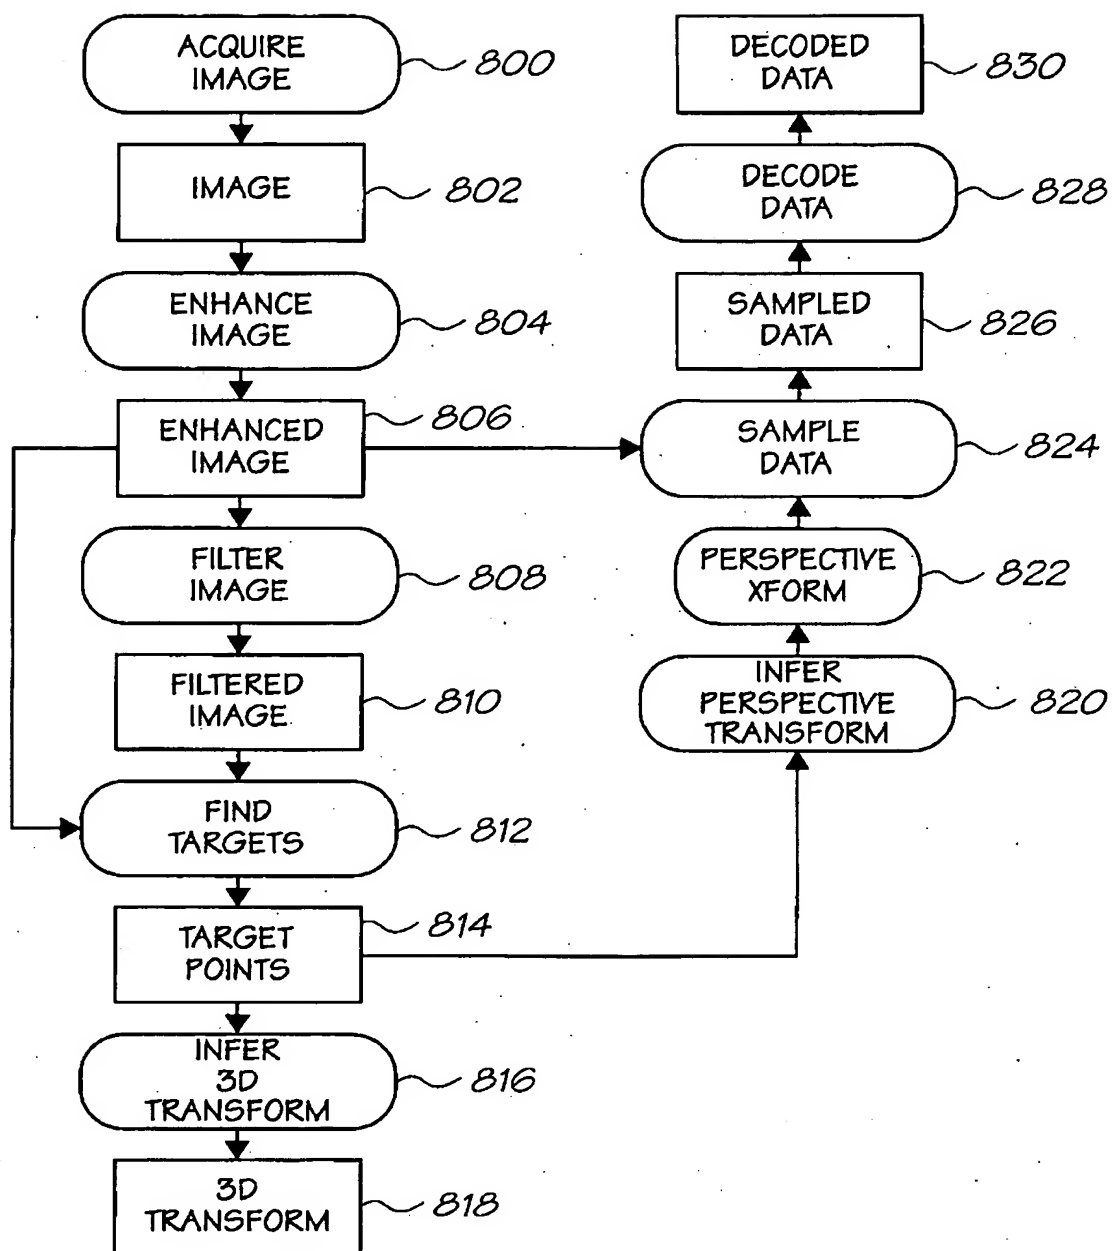 ACQUIRE
IMAGE
800
IMAGE
802
ENHANCE
IMAGE
804
ENHANCED
IMAGE
806
FILTER
IMAGE
808
FILTERED
IMAGE
810
FIND
TARGETS
812
TARGET
POINTS
814
INFER
3D
TRANSFORM
816
3D
TRANSFORM
818
DECODED
DATA
830
DECODE
DATA
828
SAMPLED
DATA
826
SAMPLE
DATA
824
PERSPECTIVE
XFORM
822
INFER
PERSPECTIVE
TRANSFORM
820